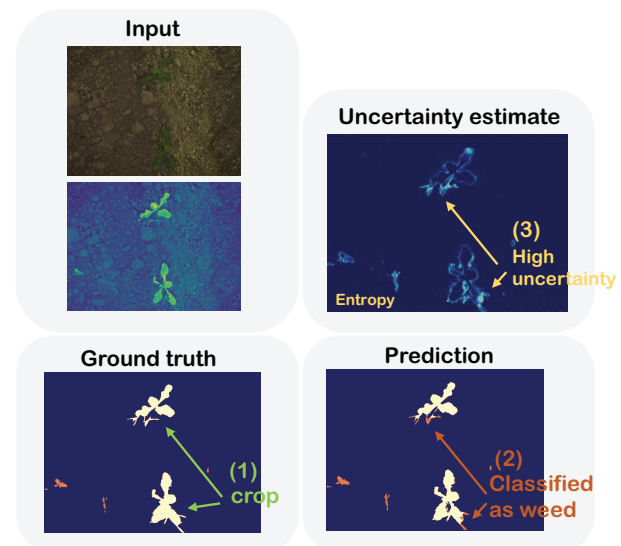 Input
Uncertainty estimate
(3)
High
uncertainty
Entropy
Ground truth
(1)
crop
Prediction
(2)
Classified
as weed